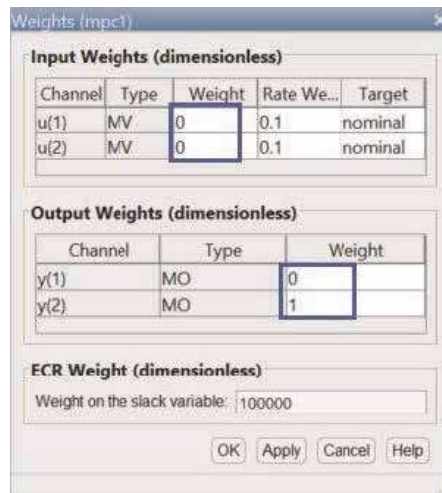 Weights (mpc1)
Input Weights (dimensionless)
Channel Type Weight Rate We... Target
u(1) MV 0 0.1 nominal
u(2) MV 0 0.1 nominal
Output Weights (dimensionless)
Channel Type Weight
y(1) MO 0
y(2) MO 1
ECR Weight (dimensionless)
Weight on the slack variable: 100000
OK Apply Cancel Help